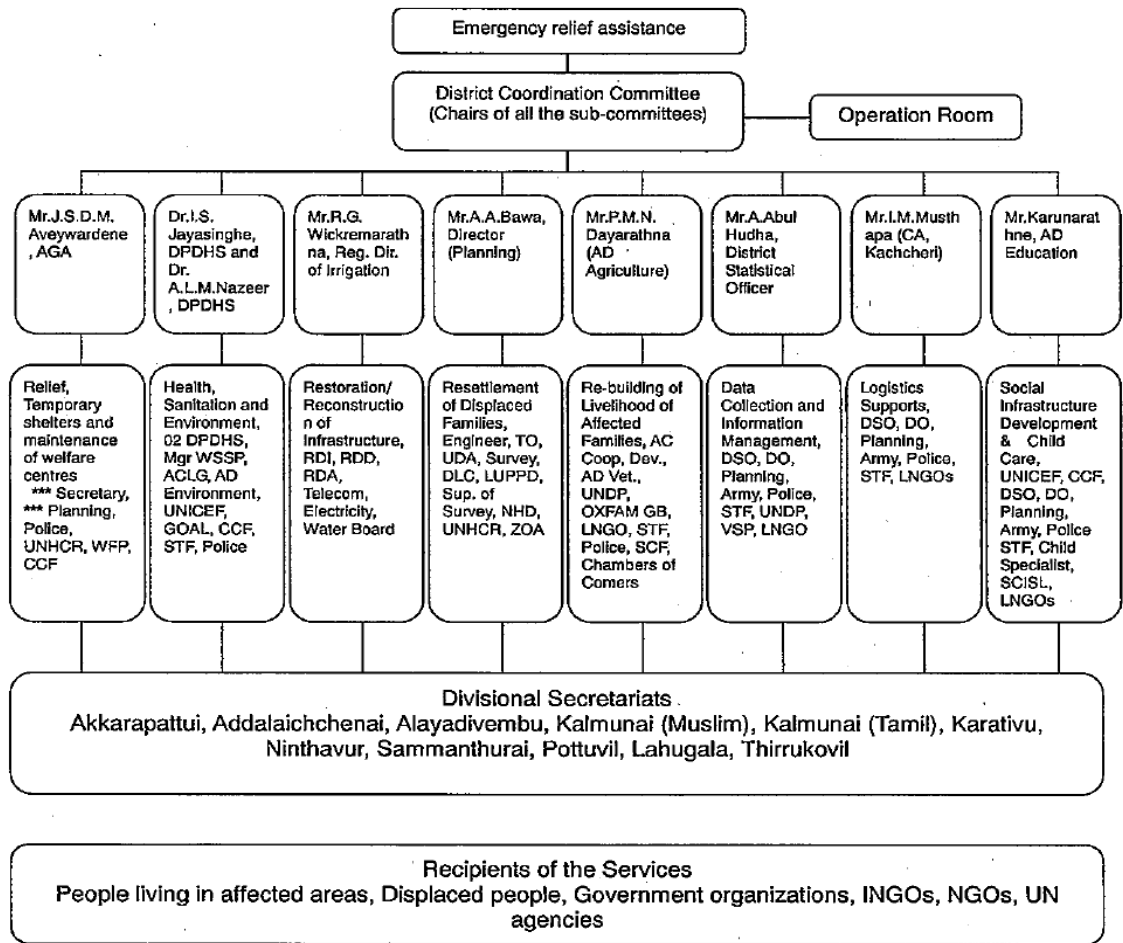 Emergency relief assistance
District Coordination Committee
(Chairs of all the sub-committees)
Operation Room
Mr.J.S.D.M.
Aveywardene
, AGA
Dr.I.S.
Jayasinghe,
DPDHS and
Dr.
A.L.M.Nazeer
, DPDHS
Mr.R.G.
Wickremarath
na, Reg. Dir.
of Irrigation
Mr.A.A.Bawa,
Director
(Planning)
Mr.P.M.N.
Dayarathna
(AD
Agriculture)
Mr.A.Abul
Hudha,
District
Statistical
Officer
Mr.I.M.Musth
apa (CA,
Kachcheri)
Mr.Karunarat
hne, AD
Education
Relief,
Temporary
shelters and
maintenance
of welfare
centres
*** Secretary,
*** Planning,
Police,
UNHCR, WFP,
CCF
Health,
Sanitation and
Environment,
02 DPDHS,
Mgr WSSP,
ACLG, AD
Environment,
UNICEF,
GOAL, CCF,
STF, Police
Restoration/
Reconstructio
n of
Infrastructure,
RDI, RDD,
RDA,
Telecom,
Electricity,
Water Board
Resettlement
of Displaced
Families,
Engineer, TO,
UDA, Survey,
DLC, LUPPD,
Sup. of
Survey, NHD,
UNHCR, ZOA
Re-building of
Livelihood of
Affected
Families, AC
Coop, Dev.,
AD Vet.,
UNDP,
OXFAM GB,
LNGO, STF,
Police, SCF,
Chambers of
Comers
Data
Collection and
Information
Management,
DSO, DO,
Planning,
Army, Police,
STF, UNDP,
VSP, LNGO
Logistics
Supports,
DSO, DO,
Planning,
Army, Police,
STF, LNGOs
Social
Infrastructure
Development
& Child
Care,
UNICEF, CCF,
DSO, DO,
Planning,
Army, Police
STF, Child
Specialist,
SCISL,
LNGOs
Divisional Secretariats
Akkarapattui, Addalaichchenai, Alayadivembu, Kalmunai (Muslim), Kalmunai (Tamil), Karativu,
Ninthavur, Sammanthurai, Pottuvil, Lahugala, Thirrukovil
Recipients of the Services
People living in affected areas, Displaced people, Government organizations, INGOs, NGOs, UN
agencies